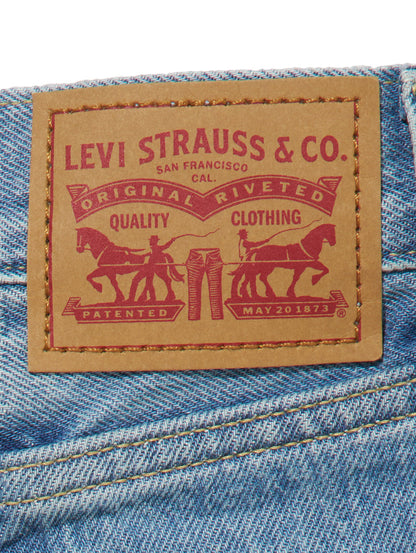 LEVI STRAUSS & CO.
SAN FRANCISCO
CAL.
ORIGINAL RIVETED
QUALITY CLOTHING
PATENTED MAY 20 1873 ®